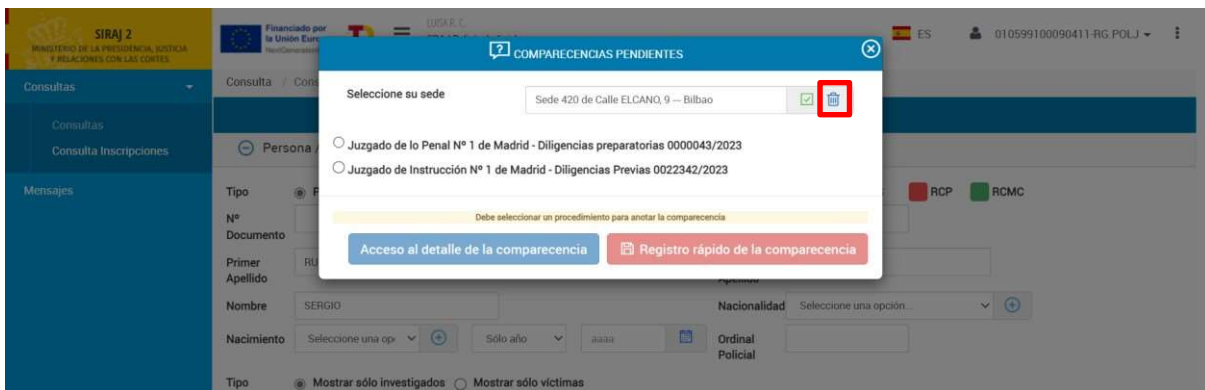 SIRAJ 2
MINISTERIO DE LA PRESIDENCIA, JUSTICIA
Y RELACIONES CON LAS CORTES
Financiado por
la Unión Euro
LUGAR C.
ES
010599100090411-RG POLJ
Consultas
Consultas
Consulta Inscripciones
Mensajes
Consulta / Cons
COMPARECENCIAS PENDIENTES
Seleccione su sede
Sede 420 de Calle ELCANO, 9 — Bilbao
Juzgado de lo Penal Nº 1 de Madrid - Diligencias preparatorias 0000043/2023
Juzgado de Instrucción Nº 1 de Madrid - Diligencias Previas 0022342/2023
Debe seleccionar un procedimiento para anotar la comparecencia
Acceso al detalle de la comparecencia
Registro rápido de la comparecencia
Persona /
Tipo
RCP
RCMC
Nº
Documento
Primer
Apellido
RU
Apellido
Nombre
SERGIO
Nacionalidad
Seleccione una opción...
Nacimiento
Seleccione una op
Sólo año
aaaa
Ordinal
Policial
Tipo
Mostrar sólo investigados
Mostrar sólo víctimas